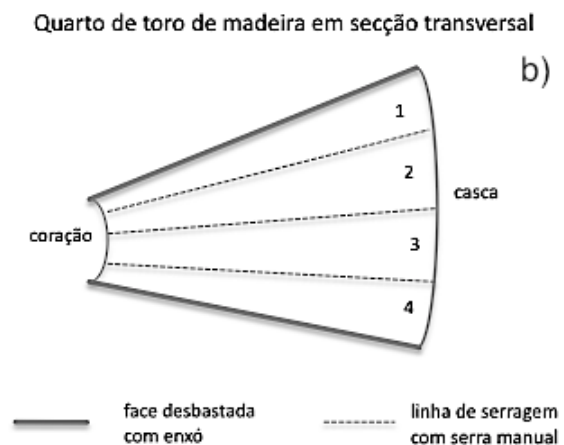 Quarto de toro de madeira em secção transversal
b)
1
2
casca
coração
3
4
face desbastada
com enxó
linha de serragem
com serra manual